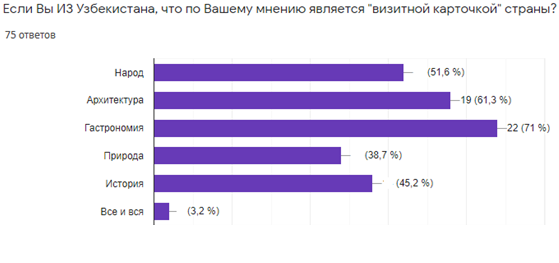 Если Вы ИЗ Узбекистана, что по Вашему мнению является "визитной карточкой" страны?
75 ответов
Народ (51,6 %)
Архитектура 19 (61,3 %)
Гастрономия 22 (71 %)
Природа (38,7 %)
История (45,2 %)
Все и вся (3,2 %)